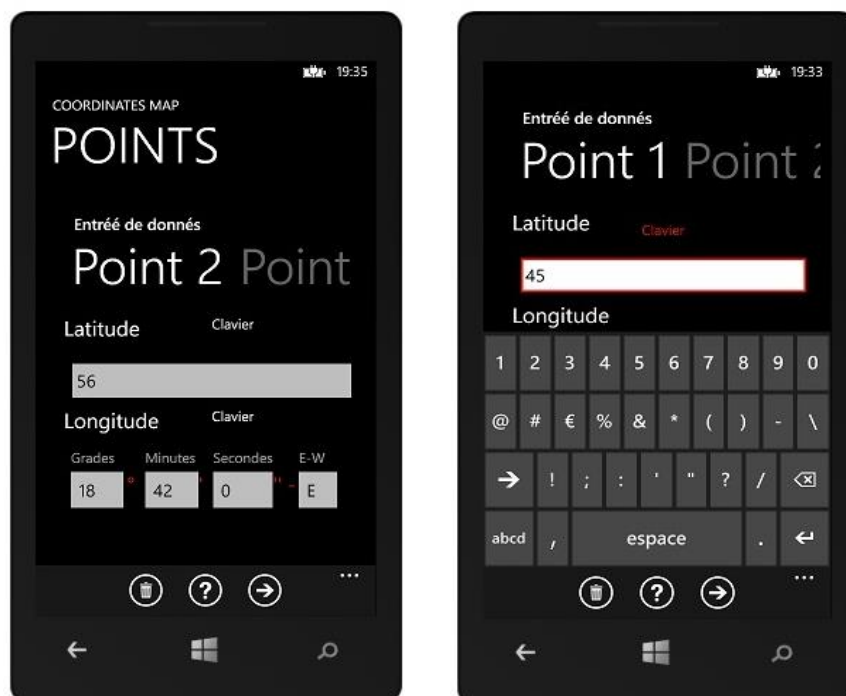 19:35
COORDINATES MAP
POINTS
Entréé de donnés
Point 2 Point
Latitude Clavier
56
Longitude Clavier
Grades Minutes Secondes E-W
18 ° 42 ' 0 " - E
?
...
19:33
Entréé de donnés
Point 1 Point 2
Latitude Clavier
45
Longitude
1 2 3 4 5 6 7 8 9 0
@ # € % & * ( ) - \
! ; : ' " ? /
abcd , espace .
?
...